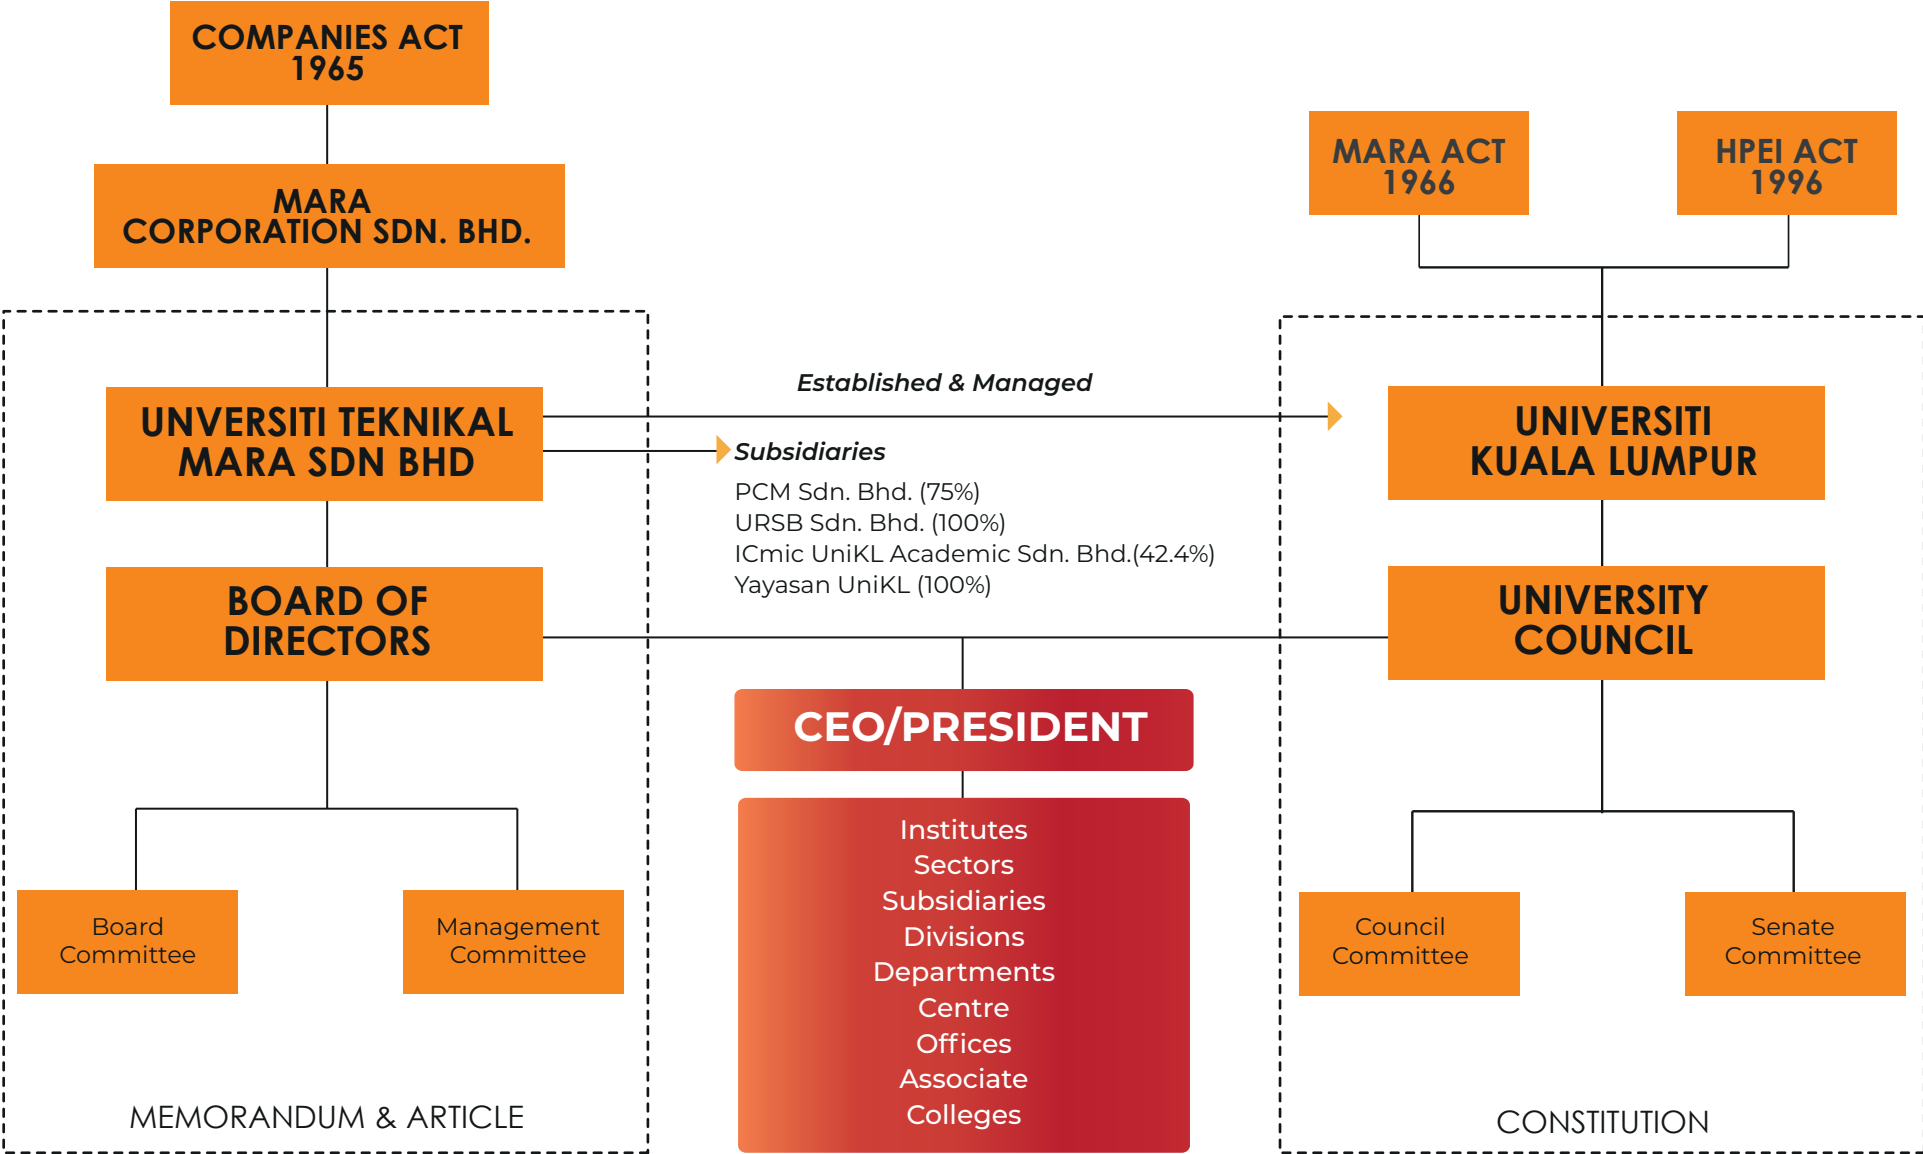 COMPANIES ACT
1965
MARA
CORPORATION SDN. BHD.
MARA ACT
1966
HPEI ACT
1996
UNVERSITI TEKNIKAL
MARA SDN BHD
Established & Managed
Subsidiaries
PCM Sdn. Bhd. (75%)
URSB Sdn. Bhd. (100%)
ICmic UniKL Academic Sdn. Bhd.(42.4%)
Yayasan UniKL (100%)
UNIVERSITI
KUALA LUMPUR
BOARD OF
DIRECTORS
UNIVERSITY
COUNCIL
CEO/PRESIDENT
Institutes
Sectors
Subsidiaries
Divisions
Departments
Centre
Offices
Associate
Colleges
Board
Committee
Management
Committee
Council
Committee
Senate
Committee
MEMORANDUM & ARTICLE
CONSTITUTION